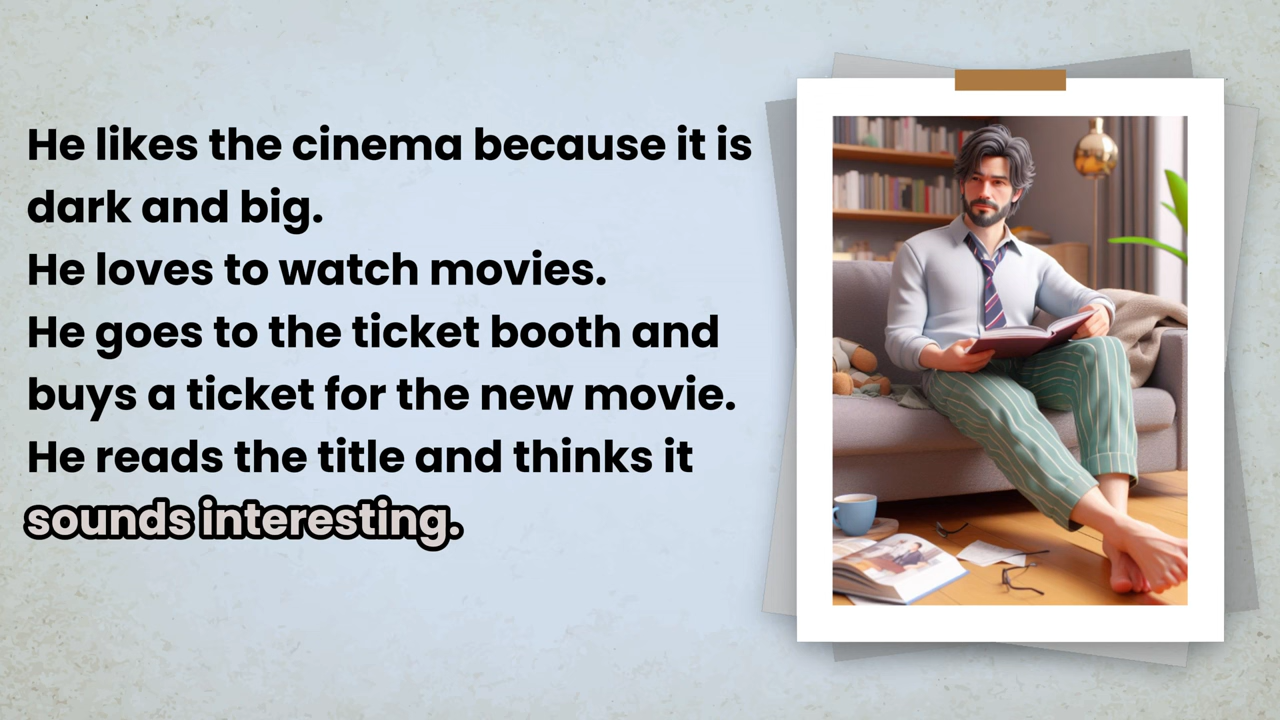 He likes the cinema because it is
dark and big.
He loves to watch movies.
He goes to the ticket booth and
buys a ticket for the new movie.
He reads the title and thinks it
sounds interesting.